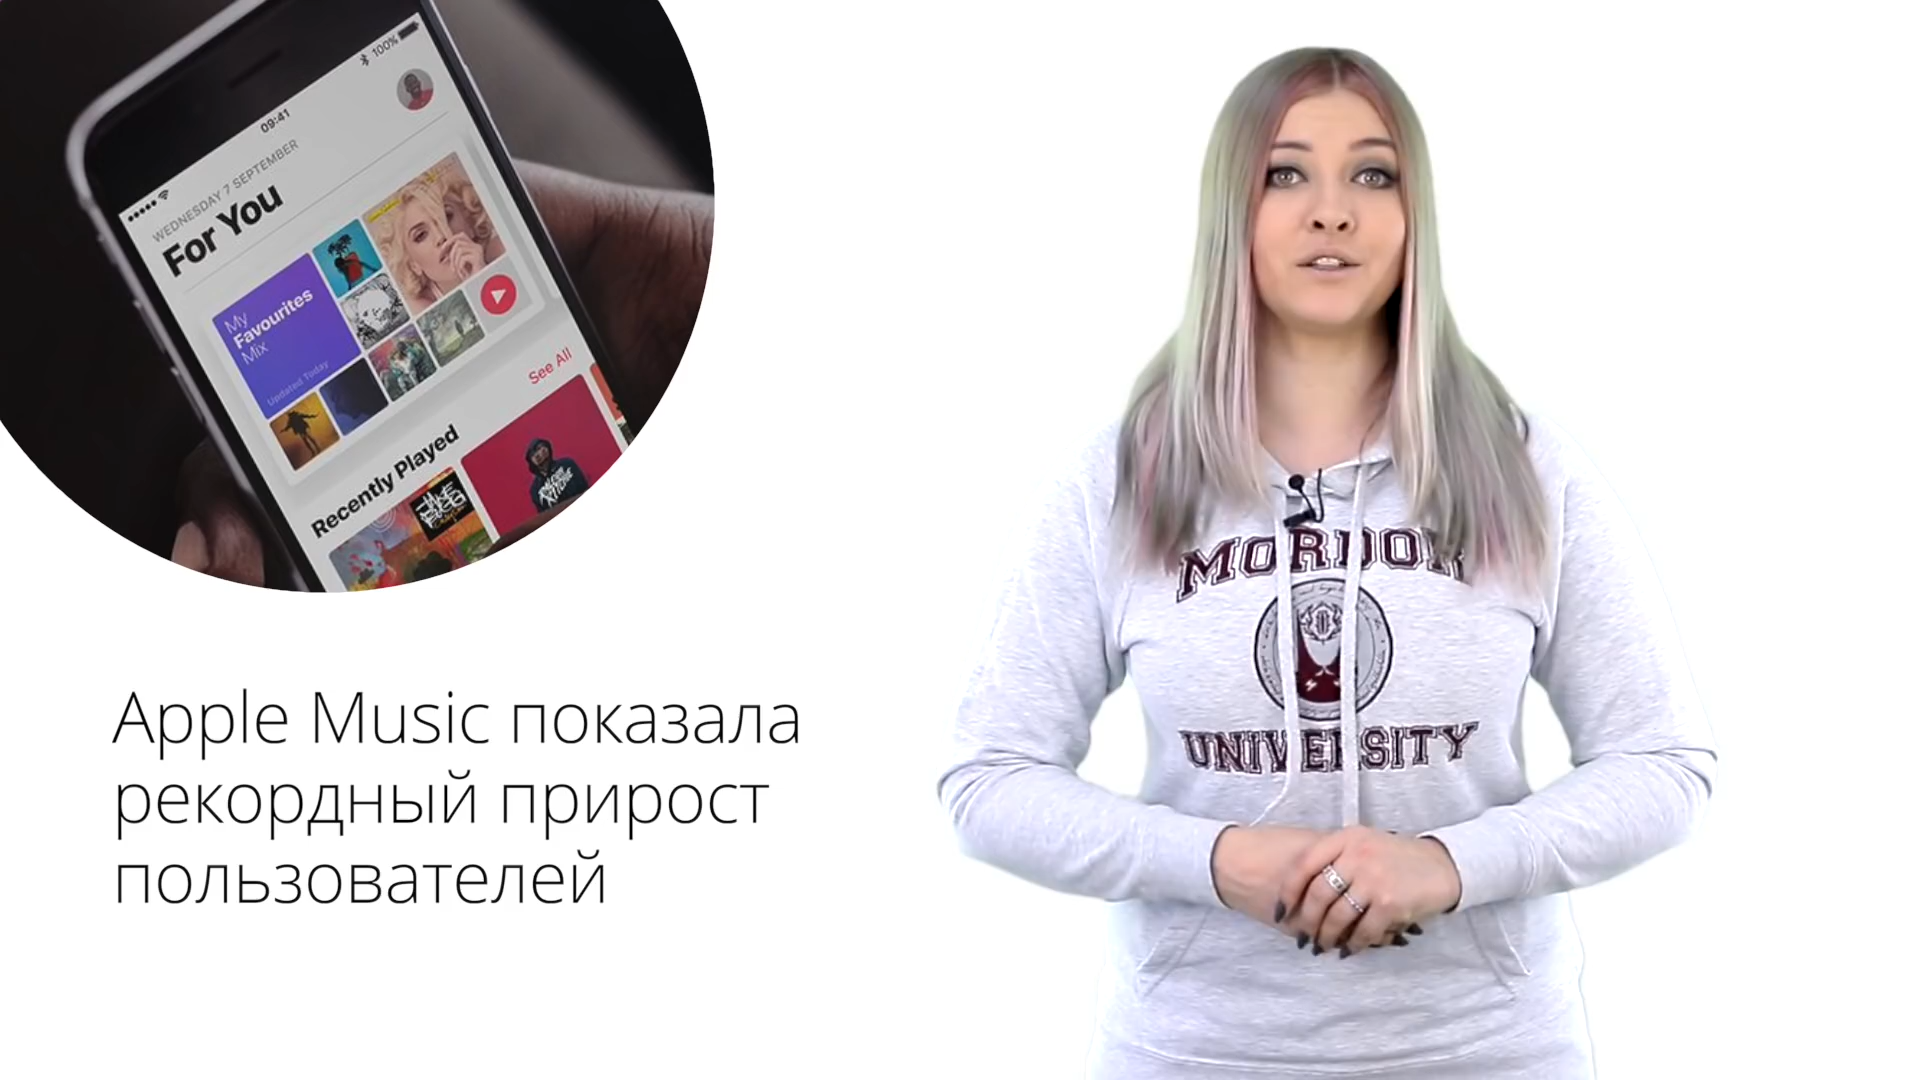 100%
09:41
WEDNESDAY 7 SEPTEMBER
For You
My
Favourites
Mix
Updated Today
See All
Recently Played
Apple Music показала
рекордный прирост
пользователей
MORDOR
UNIVERSITY